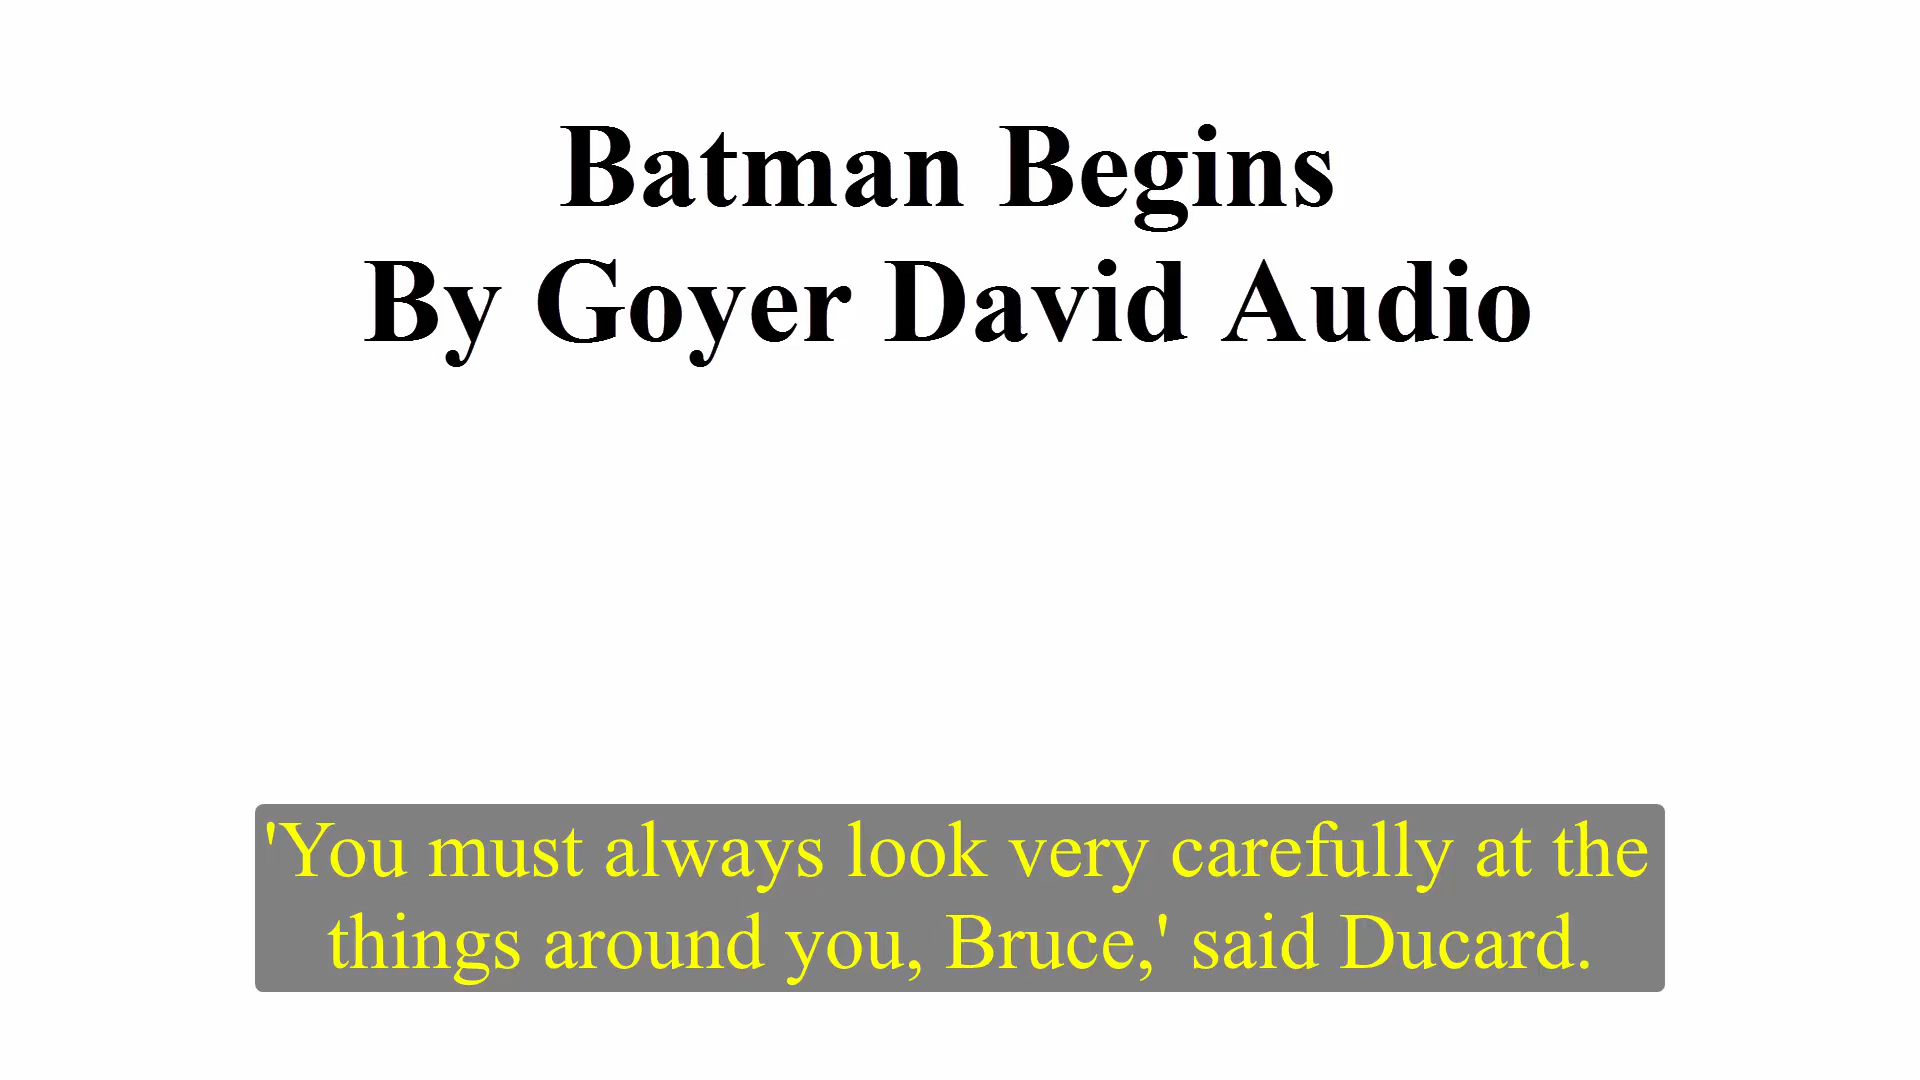 Batman Begins
By Goyer David Audio
'You must always look very carefully at the
things around you, Bruce,' said Ducard.